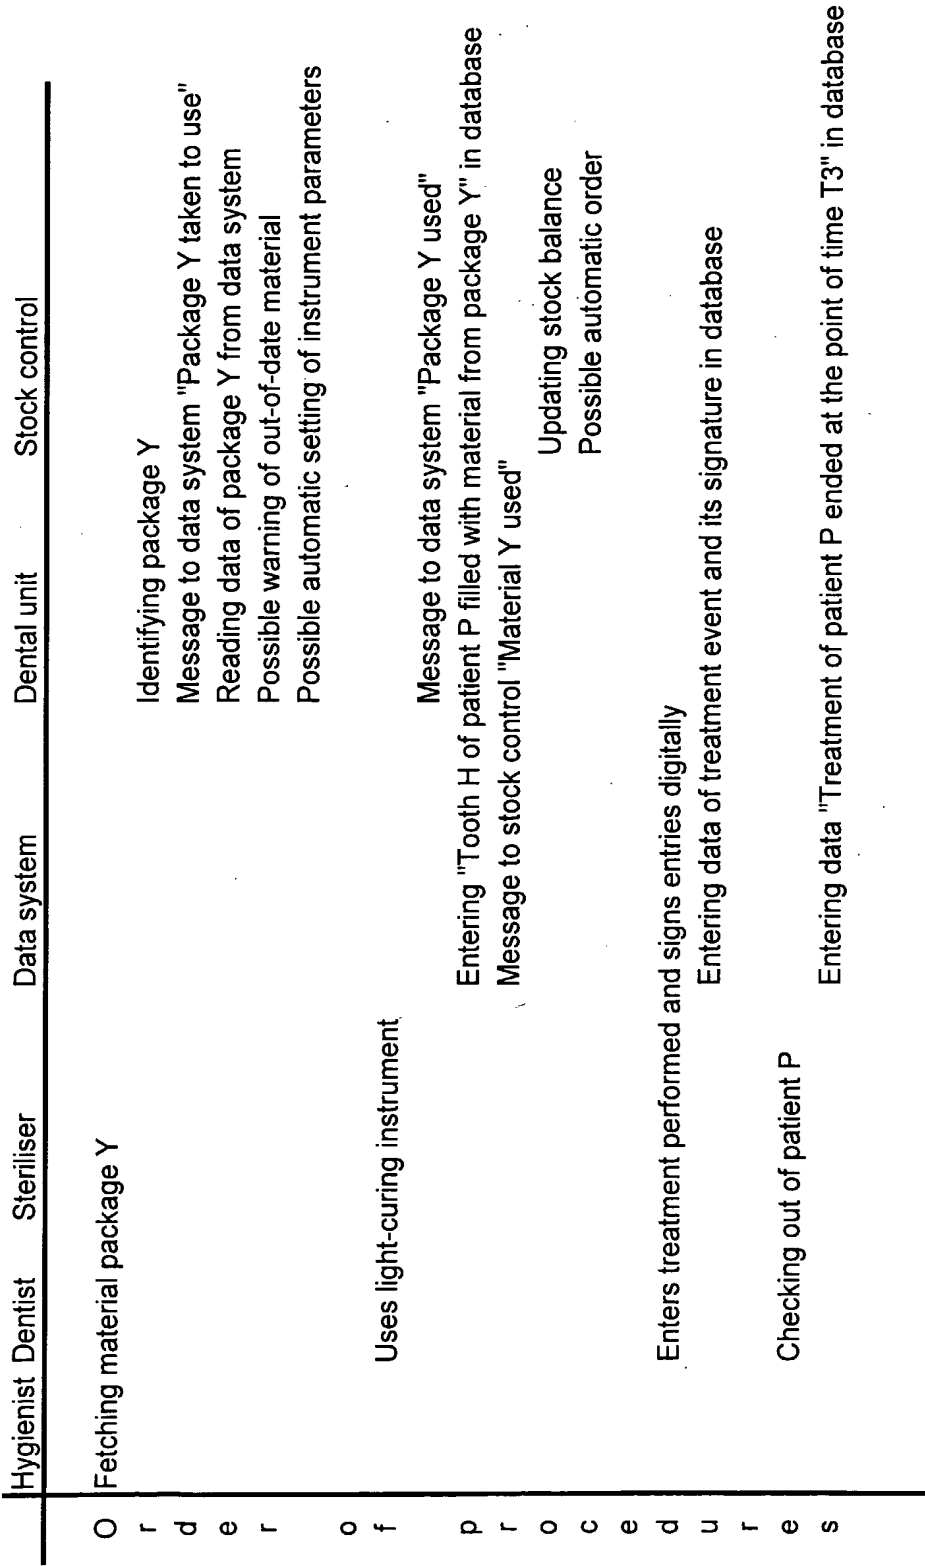 Hygienist Dentist Steriliser Data system Dental unit Stock control
Order of procedures
Fetching material package Y
Identifying package Y
Message to data system "Package Y taken to use"
Reading data of package Y from data system
Possible warning of out-of-date material
Possible automatic setting of instrument parameters
Uses light-curing instrument
Message to data system "Package Y used"
Entering "Tooth H of patient P filled with material from package Y" in database
Message to stock control "Material Y used"
Updating stock balance
Possible automatic order
Enters treatment performed and signs entries digitally
Entering data of treatment event and its signature in database
Checking out of patient P
Entering data "Treatment of patient P ended at the point of time T3" in database